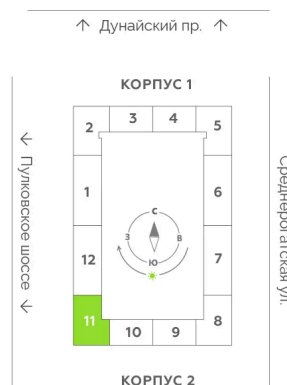 ↑ Дунайский пр. ↑
КОРПУС 1
2 3 4 5
← Пулковское шоссе ←
Среднерогатская ул.
1 6
С
З В
Ю
12 7
11 10 9 8
КОРПУС 2